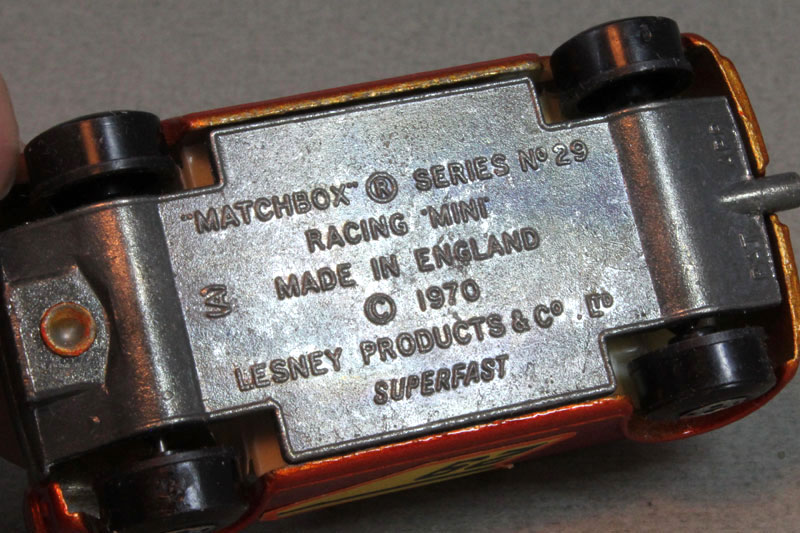 "MATCHBOX" ® SERIES Nº 29
RACING "MINI"
MADE IN ENGLAND
© 1970
LESNEY PRODUCTS & Cº. LTD
SUPERFAST